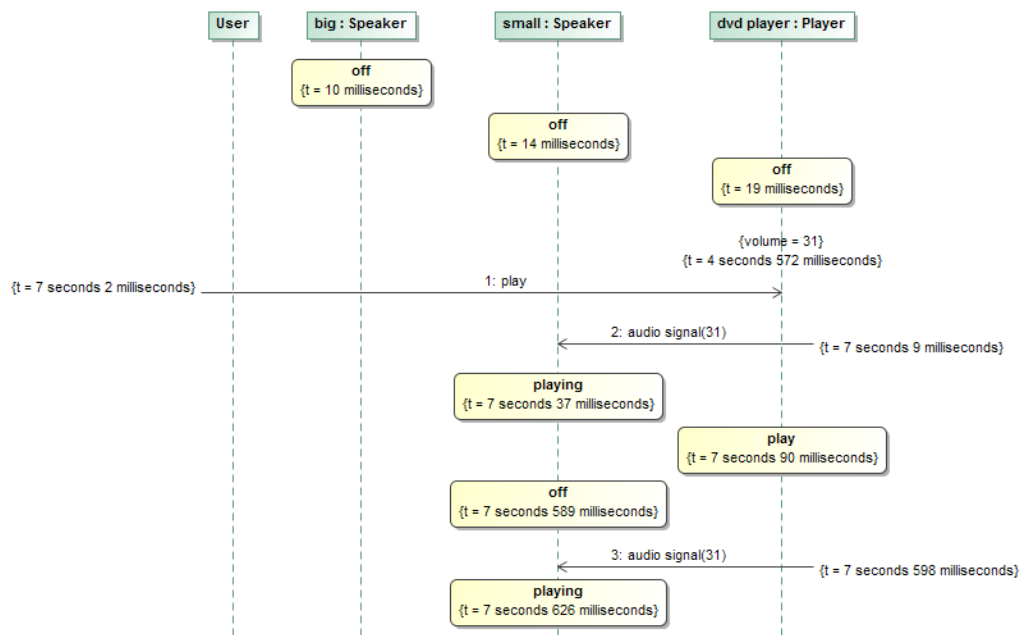 User
big : Speaker
small : Speaker
dvd player : Player
off
{t = 10 milliseconds}
off
{t = 14 milliseconds}
off
{t = 19 milliseconds}
{volume = 31}
{t = 4 seconds 572 milliseconds}
{t = 7 seconds 2 milliseconds}
1: play
2: audio signal(31)
{t = 7 seconds 9 milliseconds}
playing
{t = 7 seconds 37 milliseconds}
play
{t = 7 seconds 90 milliseconds}
off
{t = 7 seconds 589 milliseconds}
3: audio signal(31)
{t = 7 seconds 598 milliseconds}
playing
{t = 7 seconds 626 milliseconds}